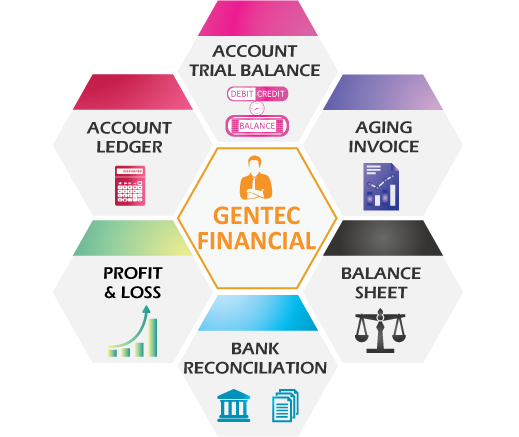 ACCOUNT
TRIAL BALANCE
DEBIT CREDIT
BALANCE
ACCOUNT
LEDGER
AGING
INVOICE
GENTEC
FINANCIAL
PROFIT
& LOSS
BALANCE
SHEET
BANK
RECONCILIATION